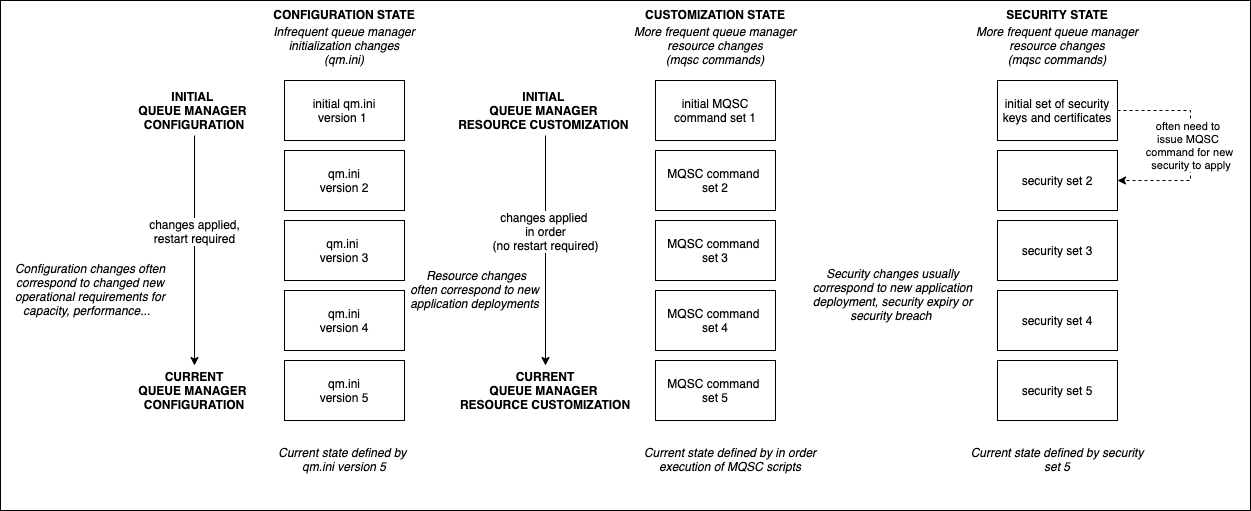 CONFIGURATION STATE
Infrequent queue manager
initialization changes
(qm.ini)
INITIAL
QUEUE MANAGER
CONFIGURATION
initial qm.ini
version 1
qm.ini
version 2
changes applied,
restart required
qm.ini
version 3
Configuration changes often
correspond to changed new
operational requirements for
capacity, performance...
qm.ini
version 4
CURRENT
QUEUE MANAGER
CONFIGURATION
qm.ini
version 5
Current state defined by
qm.ini version 5
CUSTOMIZATION STATE
More frequent queue manager
resource changes
(mqsc commands)
INITIAL
QUEUE MANAGER
RESOURCE CUSTOMIZATION
initial MQSC
command set 1
MQSC command
set 2
changes applied
in order
(no restart required)
MQSC command
set 3
Resource changes
often correspond to new
application deployments
MQSC command
set 4
CURRENT
QUEUE MANAGER
RESOURCE CUSTOMIZATION
MQSC command
set 5
Current state defined by in order
execution of MQSC scripts
SECURITY STATE
More frequent queue manager
resource changes
(mqsc commands)
initial set of security
keys and certificates
often need to
issue MQSC
command for new
security to apply
security set 2
security set 3
Security changes usually
correspond to new application
deployment, security expiry or
security breach
security set 4
security set 5
Current state defined by security
set 5